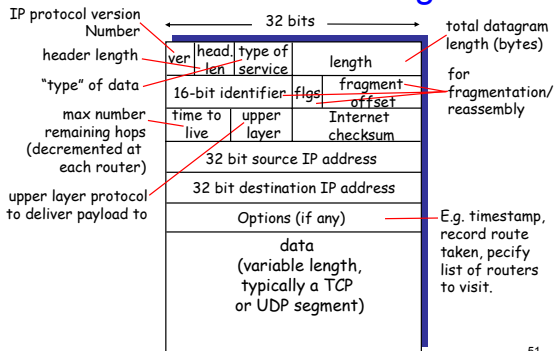 IP protocol version
Number
32 bits
total datagram
length (bytes)
header length
ver
head.
len
type of
service
length
"type" of data
for
fragmentation/
reassembly
16-bit identifier
flgs
fragment
offset
max number
remaining hops
(decremented at
each router)
time to
live
upper
layer
Internet
checksum
32 bit source IP address
upper layer protocol
to deliver payload to
32 bit destination IP address
Options (if any)
E.g. timestamp,
record route
taken, pecify
list of routers
to visit.
data
(variable length,
typically a TCP
or UDP segment)